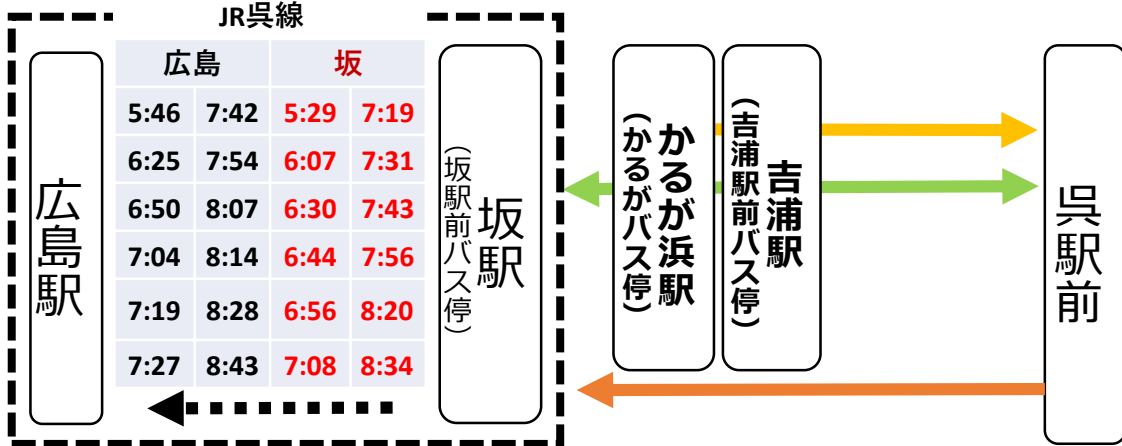 JR呉線
広島駅
広島 坂
5:46 7:42 5:29 7:19
6:25 7:54 6:07 7:31
6:50 8:07 6:30 7:43
7:04 8:14 6:44 7:56
7:19 8:28 6:56 8:20
7:27 8:43 7:08 8:34
坂駅
(坂駅前バス停)
かるが浜駅
(かるがバス停)
吉浦駅
(吉浦駅前バス停)
呉駅前